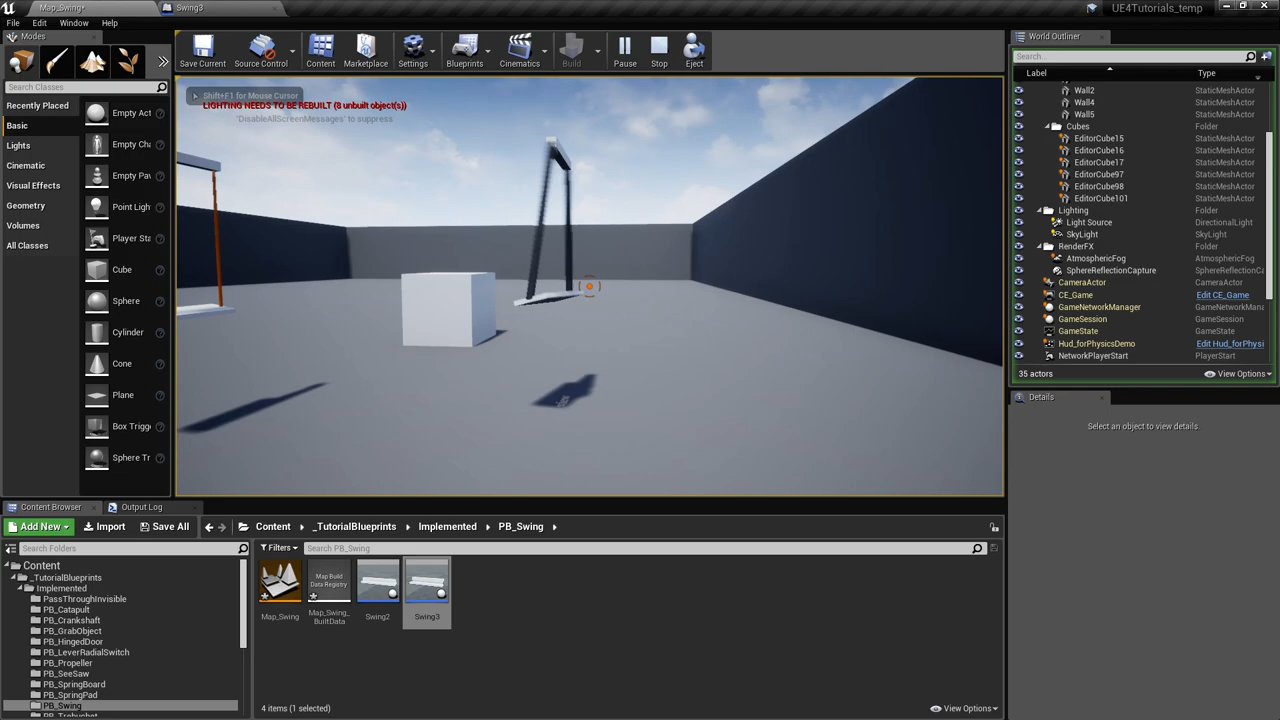 Map_Swing*
Swing3
UE4Tutorials_temp
File
Edit
Window
Help
Modes
Search Classes
Recently Placed
Basic
Lights
Cinematic
Visual Effects
Geometry
Volumes
All Classes
Empty Act
Empty Cha
Empty Pav
Point Ligh
Player Sta
Cube
Sphere
Cylinder
Cone
Plane
Box Trigge
Sphere Tr
Save Current
Source Control
Content
Marketplace
Settings
Blueprints
Cinematics
Build
Pause
Stop
Eject
Shift+F1 for Mouse Cursor
LIGHTING NEEDS TO BE REBUILT (8 unbuilt object(s))
'DisableAllScreenMessages' to suppress
World Outliner
Search...
Label
Type
Wall2 StaticMeshActor
Wall4 StaticMeshActor
Wall5 StaticMeshActor
Cubes Folder
EditorCube15 StaticMeshActor
EditorCube16 StaticMeshActor
EditorCube17 StaticMeshActor
EditorCube97 StaticMeshActor
EditorCube98 StaticMeshActor
EditorCube101 StaticMeshActor
Lighting Folder
Light Source DirectionalLight
SkyLight SkyLight
RenderFX Folder
AtmosphericFog AtmosphericFog
SphereReflectionCapture SphereReflectionCa
CameraActor CameraActor
CE_Game Edit CE_Game
GameNetworkManager GameNetworkMana
GameSession GameSession
GameState GameState
Hud_forPhysicsDemo Edit Hud_forPhysi
NetworkPlayerStart PlayerStart
35 actors
View Options
Details
Select an object to view details.
Content Browser
Output Log
Add New
Import
Save All
Content
_TutorialBlueprints
Implemented
PB_Swing
Search Folders
Filters
Search PB_Swing
Content
_TutorialBlueprints
Implemented
PassThroughInvisible
PB_Catapult
PB_Crankshaft
PB_GrabObject
PB_HingedDoor
PB_LeverRadialSwitch
PB_Propeller
PB_SeeSaw
PB_SpringBoard
PB_SpringPad
PB_Swing
PB_Trebuchet
Map Build
Data Registry
Map_Swing
Map_Swing_
BuiltData
Swing2
Swing3
4 items (1 selected)
View Options